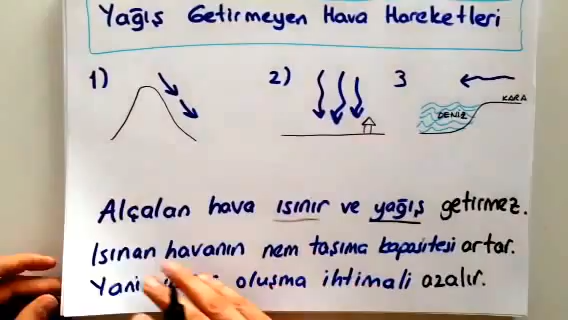 Yağış Getirmeyen Hava Hareketleri
1) 2) 3
KARA
DENİZ
Alçalan hava ısınır ve yağış getirmez.
Isınan havanın nem taşıma kapasitesi artar.
Yani oluşma ihtimali azalır.